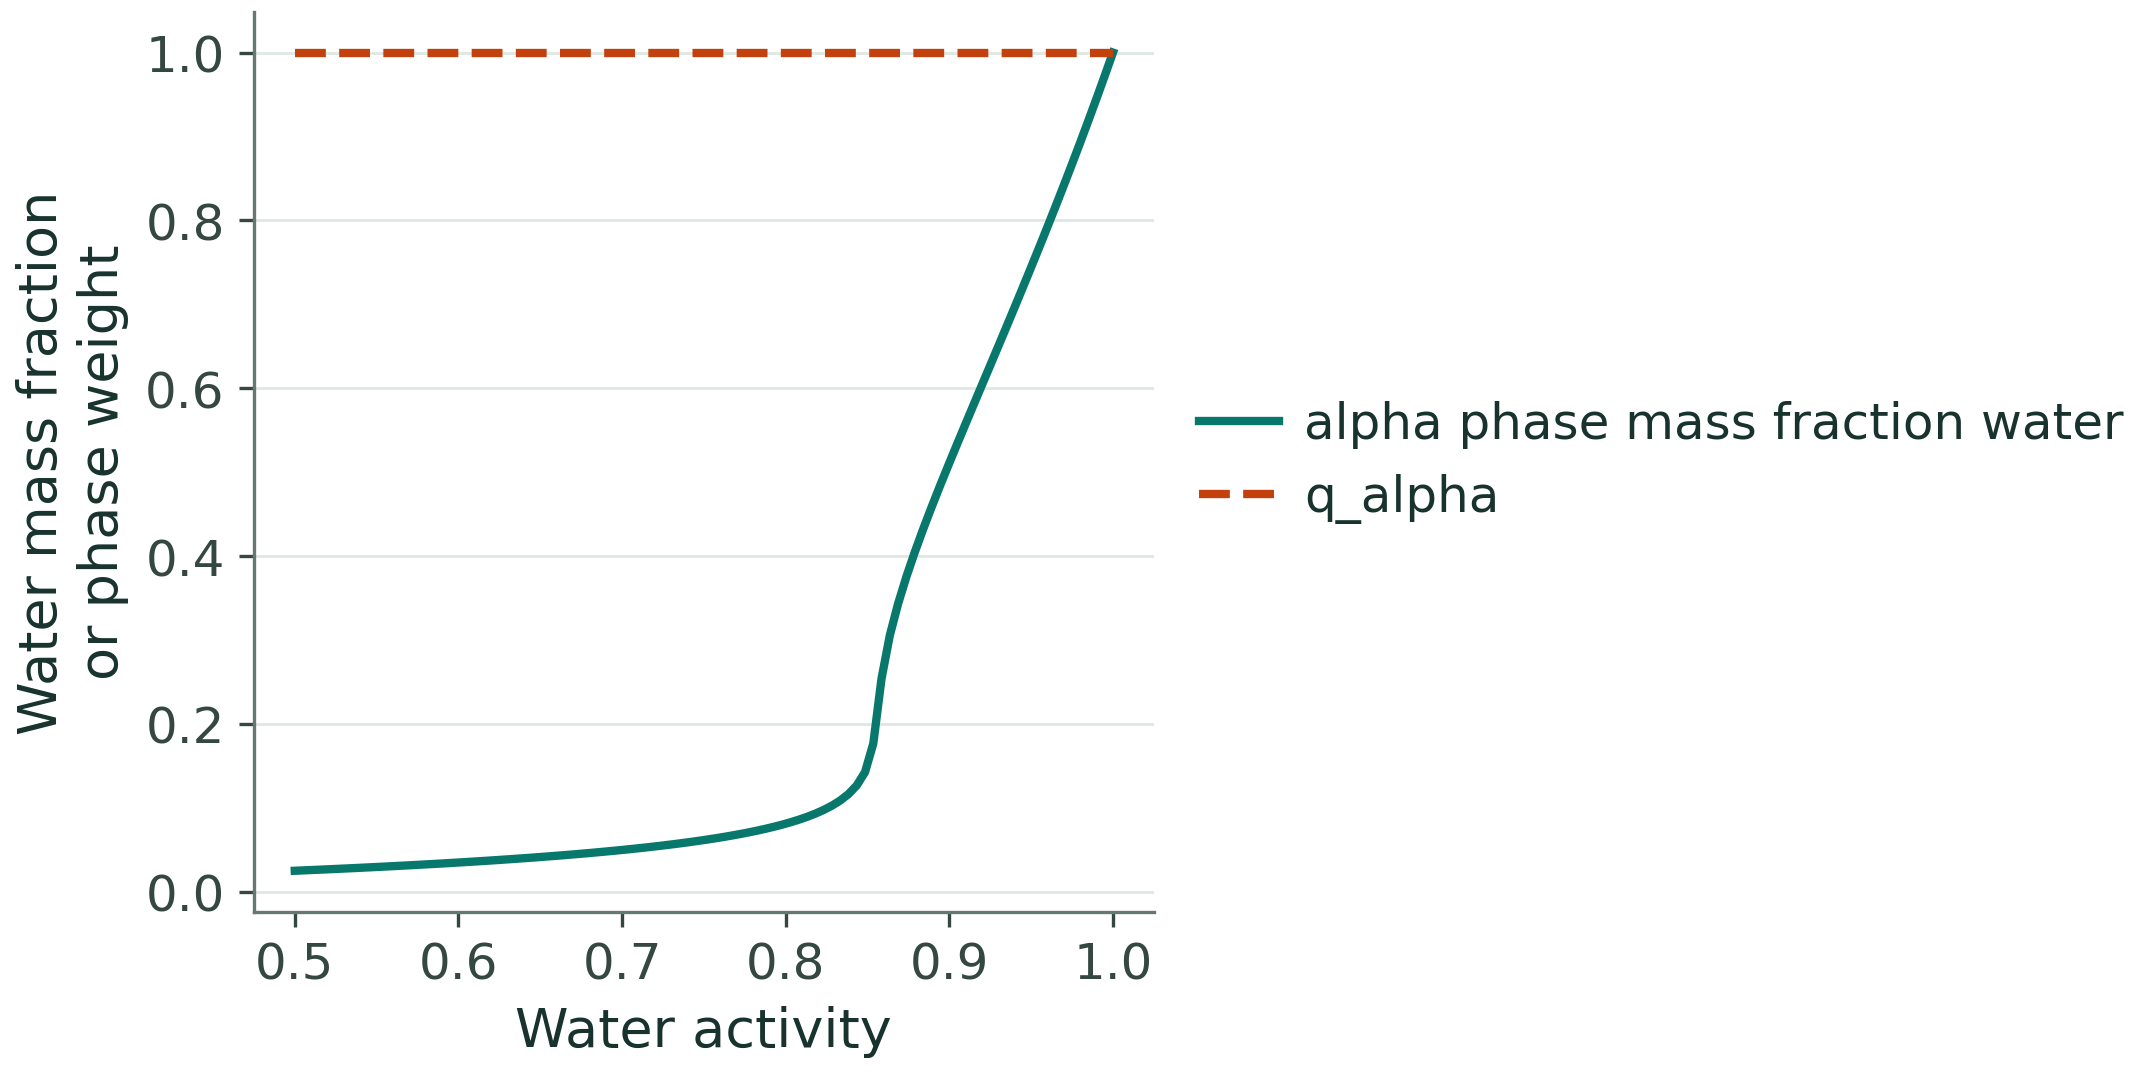 Water mass fraction
or phase weight
1.0
0.8
0.6
0.4
0.2
0.0
0.5 0.6 0.7 0.8 0.9 1.0
Water activity
alpha phase mass fraction water
q_alpha